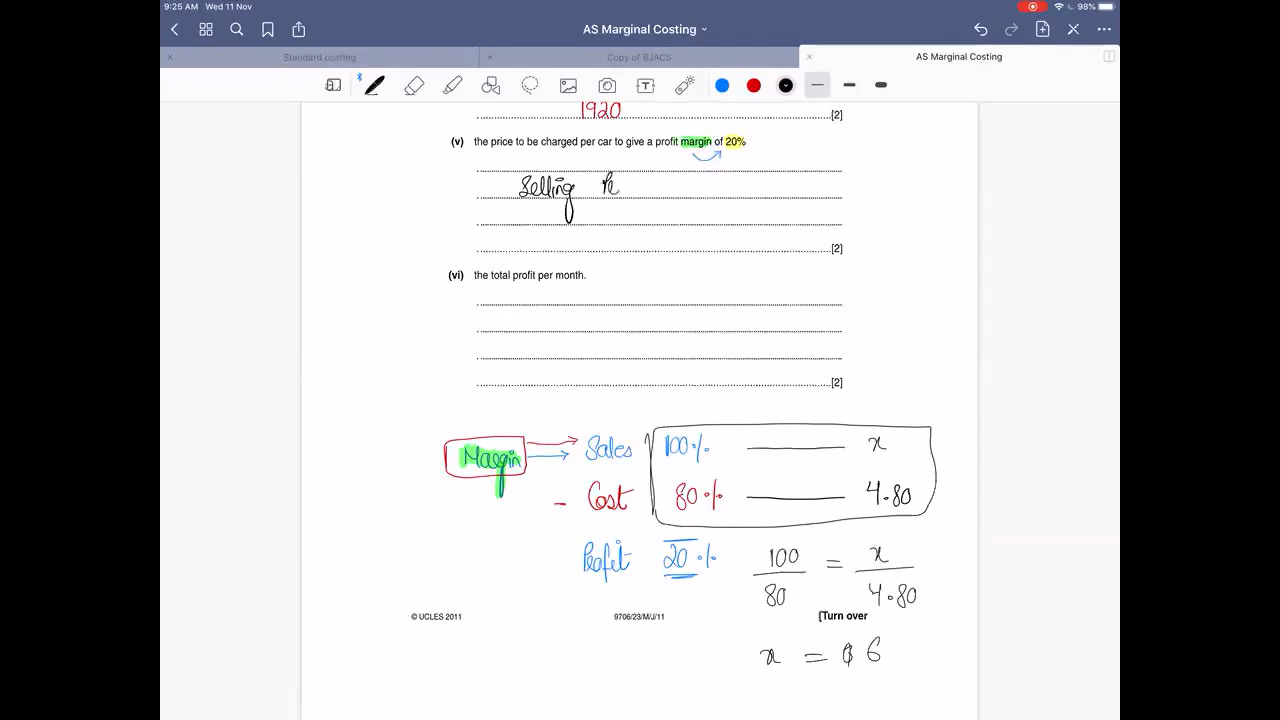 9:25 AM Wed 11 Nov
98%
AS Marginal Costing
Standard costing
Copy of BJACS
AS Marginal Costing
1920
[2]
(v) the price to be charged per car to give a profit margin of 20%
Selling
[2]
(vi) the total profit per month.
[2]
Margin Sales 100% x
- Cost 80% 4.80
Profit 20%
100 = x
80 4.80
© UCLES 2011 9706/23/M/J/11 [Turn over
x = $6